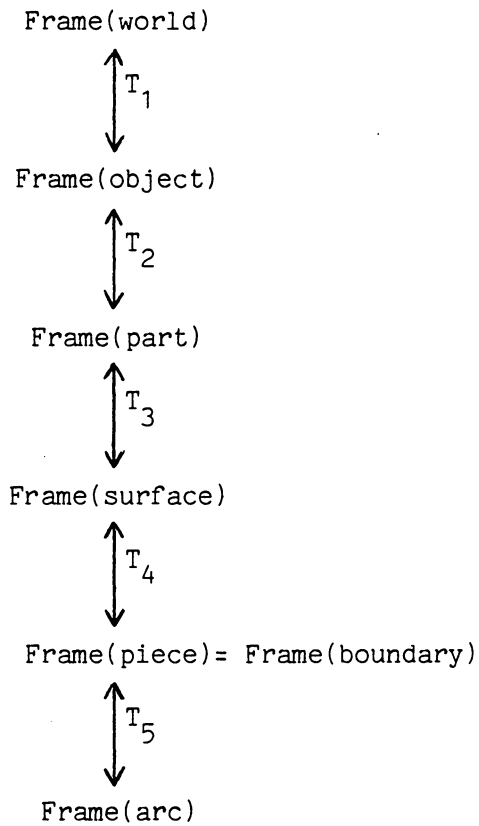 Frame(world)
T1
Frame(object)
T2
Frame(part)
T3
Frame(surface)
T4
Frame(piece)= Frame(boundary)
T5
Frame(arc)